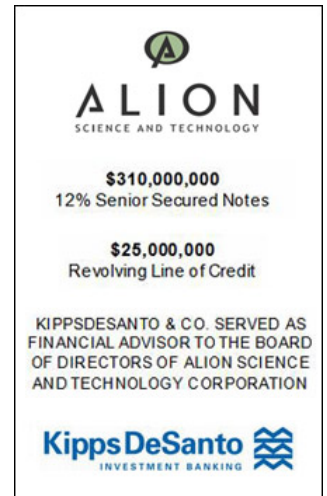 A
ALION
SCIENCE AND TECHNOLOGY
$310,000,000
12% Senior Secured Notes
$25,000,000
Revolving Line of Credit
KIPPSDESANTO & CO. SERVED AS
FINANCIAL ADVISOR TO THE BOARD
OF DIRECTORS OF ALION SCIENCE
AND TECHNOLOGY CORPORATION
KippsDeSanto
INVESTMENT BANKING